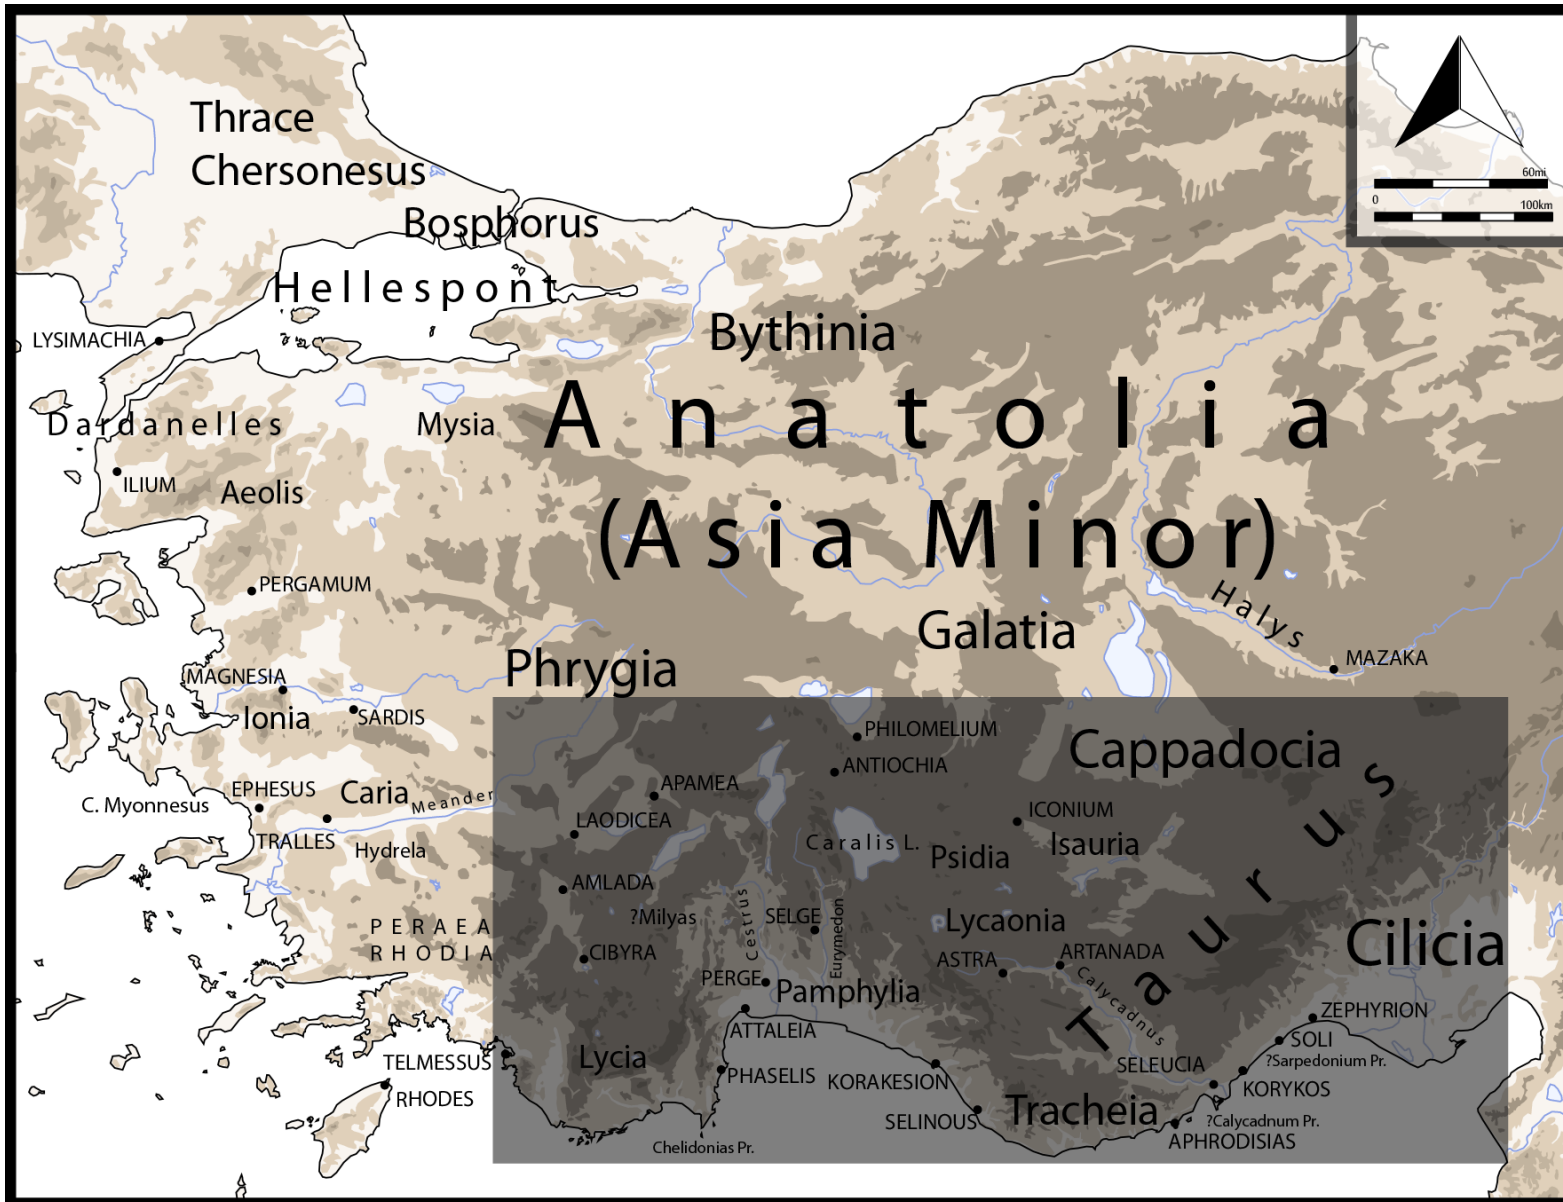 Thrace
Chersonesus
Bosphorus
Hellespont
60mi
0
100km
LYSIMACHIA
Bythinia
Dardanelles
Mysia
Anatolia
(Asia Minor)
ILIUM
Aeolis
PERGAMUM
Halys
Galatia
Phrygia
MAZAKA
MAGNESIA
Ionia
SARDIS
PHILOMELIUM
Cappadocia
ANTIOCHIA
APAMEA
EPHESUS
Caria
Meander
C. Myonnesus
ICONIUM
LAODICEA
TRALLES
Hydrela
Caralis L.
Psidia
Isauria
Taurus
AMLADA
?Milyas
Cestrus
SELGE
Eurymedon
Lycaonia
PERAEA
RHODIA
CIBYRA
ASTRA
ARTANADA
Cilicia
PERGE
Pamphylia
Calycadnus
ATTALEIA
ZEPHYRION
SOLI
TELMESSUS
Lycia
PHASELIS
KORAKESION
SELEUCIA
?Sarpedonium Pr.
KORYKOS
RHODES
SELINOUS
Tracheia
?Calycadnum Pr.
APHRODISIAS
Chelidonias Pr.